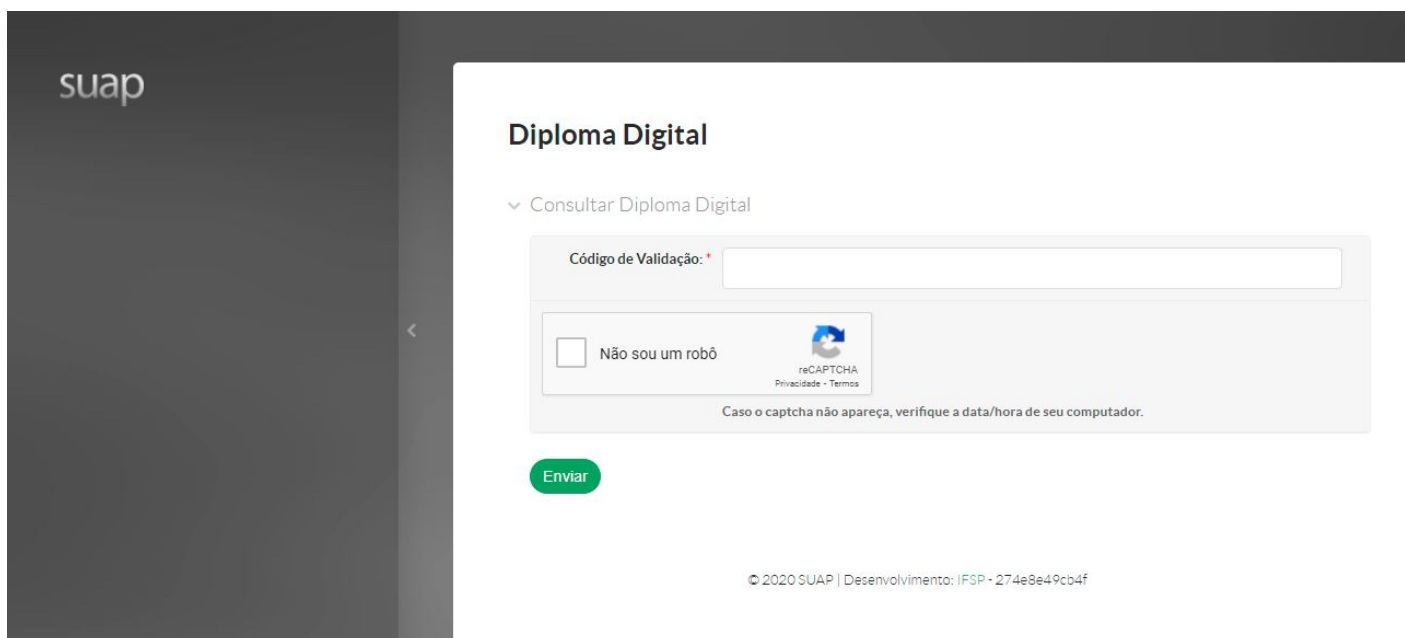 suap
Diploma Digital
Consultar Diploma Digital
Código de Validação: *
Não sou um robô
reCAPTCHA
Privacidade - Termos
Caso o captcha não apareça, verifique a data/hora de seu computador.
Enviar
© 2020 SUAP | Desenvolvimento: IFSP - 274e8e49cb4f